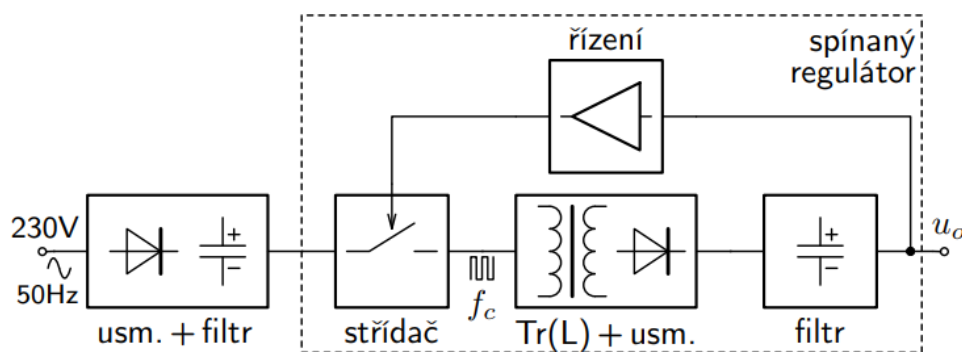 řízení
spínaný
regulátor
230V
50Hz
+
−
+
−
u_o
f_c
usm. + filtr
střídač
Tr(L) + usm.
filtr